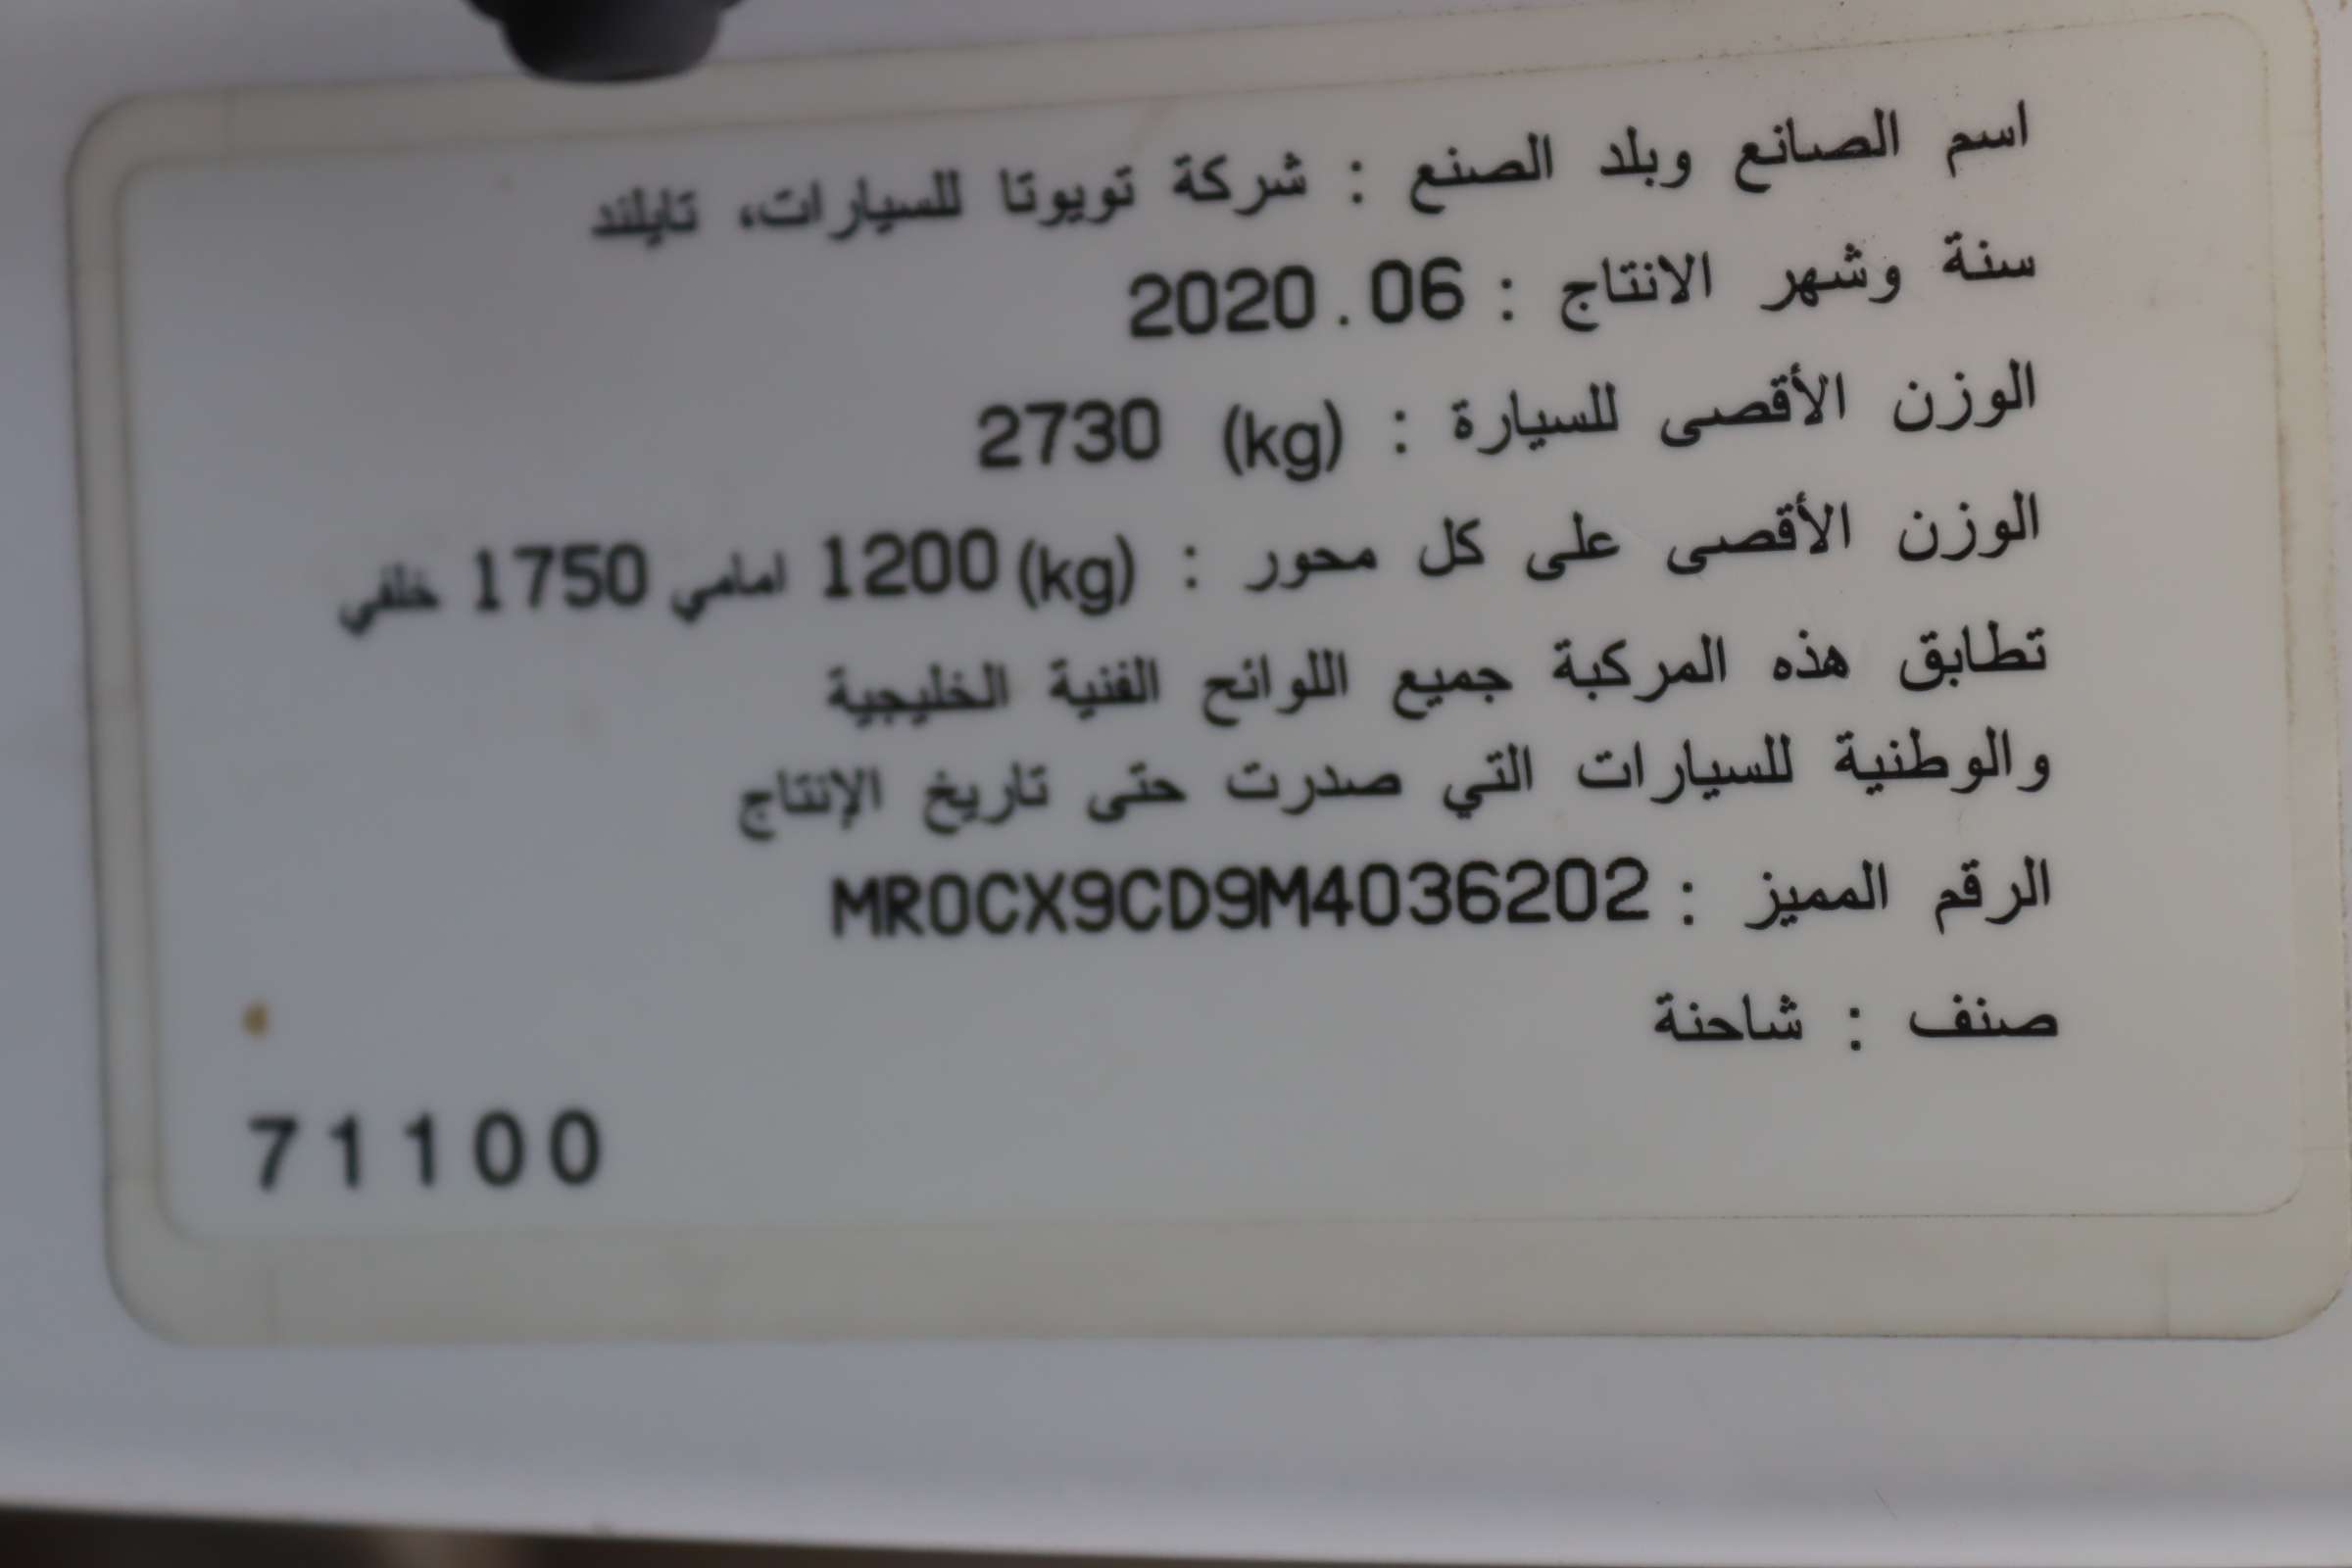 اسم الصانع وبلد الصنع : شركة تويوتا للسيارات، تايلند
سنة وشهر الانتاج : 2020.06
الوزن الأقصى للسيارة : (kg) 2730
الوزن الأقصى على كل محور : (kg) 1200 امامي 1750 خلفي
تطابق هذه المركبة جميع اللوائح الفنية الخليجية
والوطنية للسيارات التي صدرت حتى تاريخ الإنتاج
الرقم المميز : MR0CX9CD9M4036202
صنف : شاحنة
71100